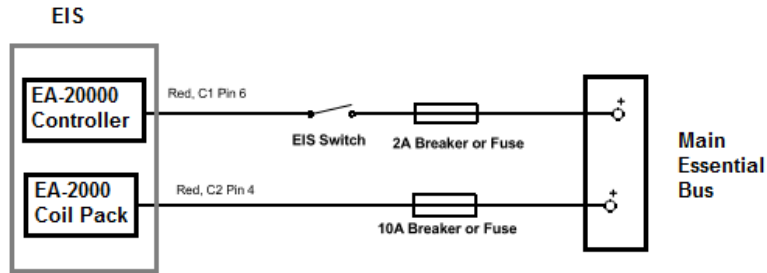 EIS
EA-20000
Controller
Red, C1 Pin 6
EIS Switch
2A Breaker or Fuse
+
Main
Essential
Bus
EA-2000
Coil Pack
Red, C2 Pin 4
10A Breaker or Fuse
+